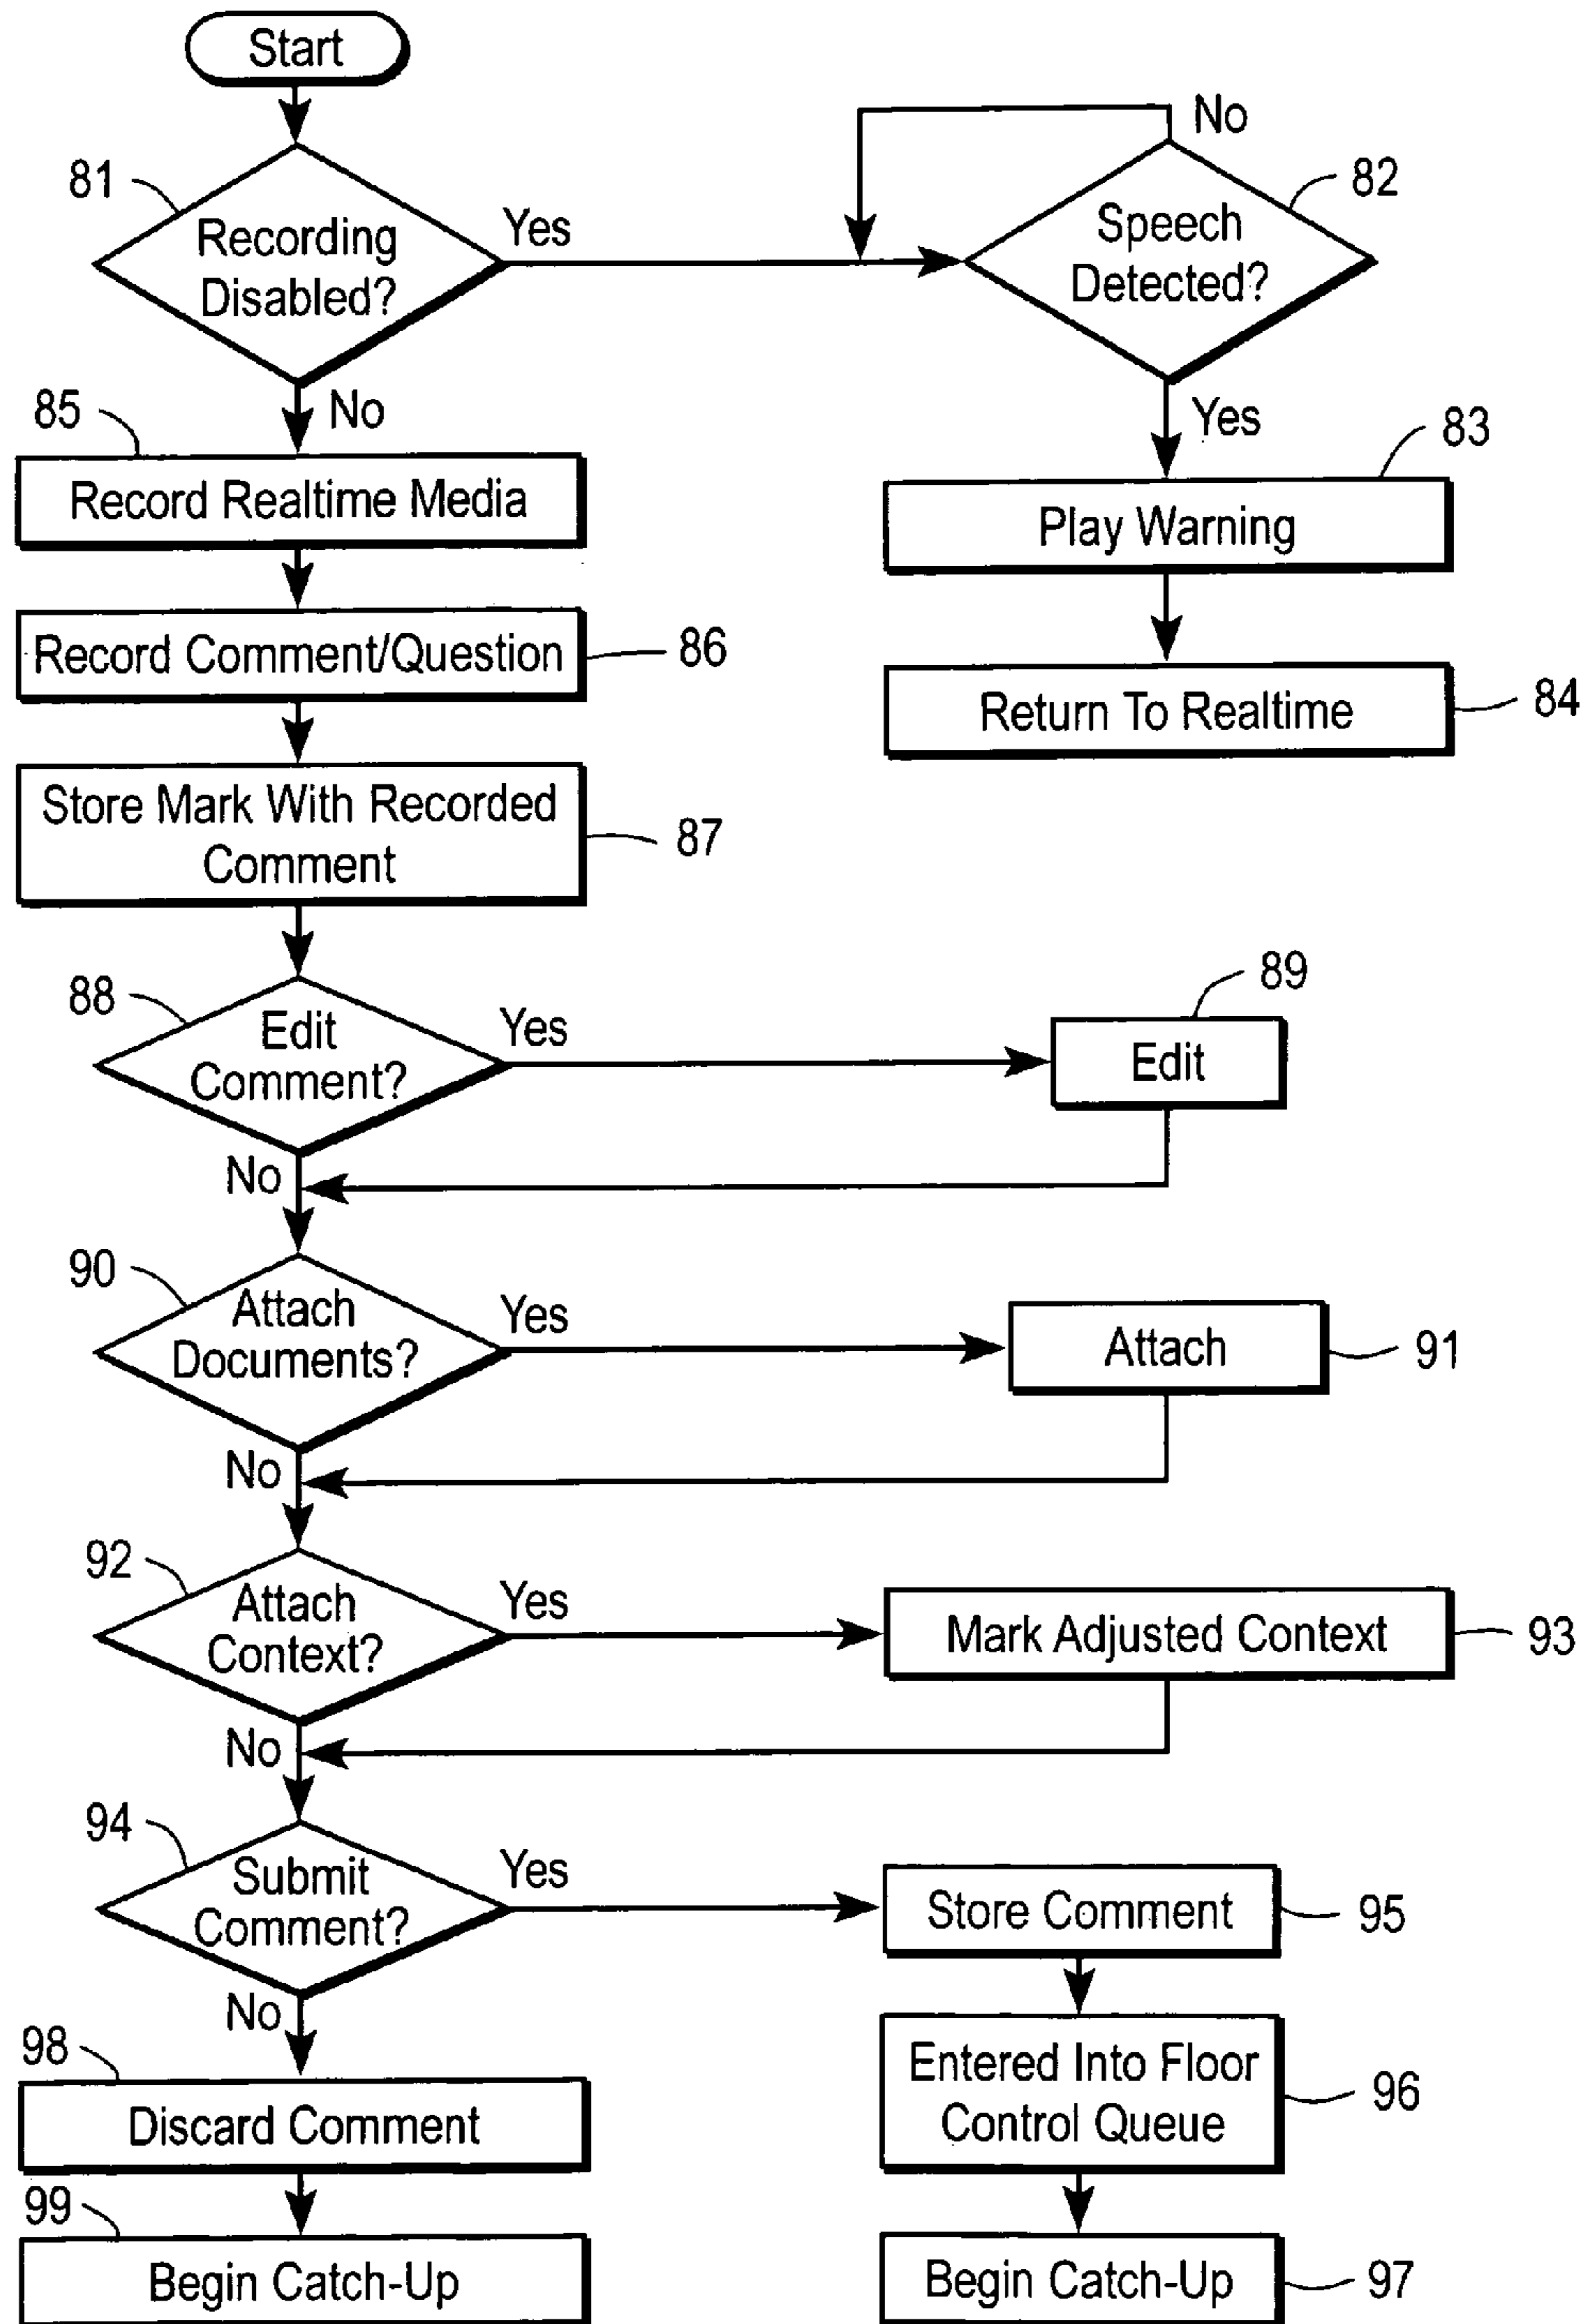 Start
No
81
82
Recording
Disabled?
Yes
Speech
Detected?
85
No
Yes
83
Record Realtime Media
Play Warning
Record Comment/Question
86
Return To Realtime
84
Store Mark With Recorded
Comment
87
88
Edit
Comment?
Yes
89
Edit
No
90
Attach
Documents?
Yes
Attach
91
No
92
Attach
Context?
Yes
Mark Adjusted Context
93
No
94
Submit
Comment?
Yes
Store Comment
95
No
98
Entered Into Floor
Control Queue
96
Discard Comment
99
Begin Catch-Up
Begin Catch-Up
97